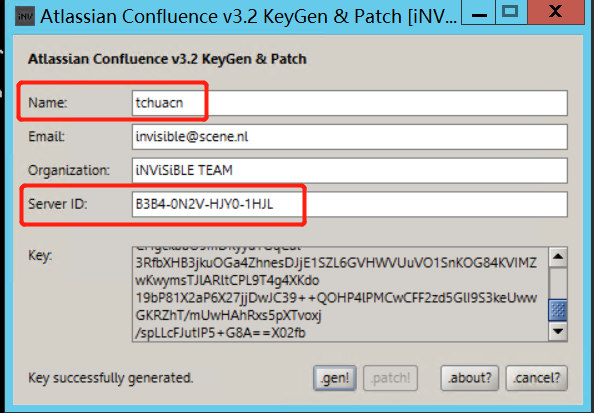 iNV Atlassian Confluence v3.2 KeyGen & Patch [iNV...
Atlassian Confluence v3.2 KeyGen & Patch
Name: tchuacn
Email: invisible@scene.nl
Organization: iNViSiBLE TEAM
Server ID: B3B4-0N2V-HJY0-1HJL
Key:
3RfbXHB3jkuOGa4ZhnesDJjE1SZL6GVHWVUuVO1SnKOG84KVIMZ
wKwymsTJlARltCPL9T4g4XKdo
19bP81X2aP6X27jjDwJC39++QOHP4lPMCwCFF2zd5GlI9S3keUww
GKRZhT/mUwHAhRxs5pXTvoxj
/spLLcFJutIP5+G8A==X02fb
Key successfully generated.
.gen! .patch! .about? .cancel?